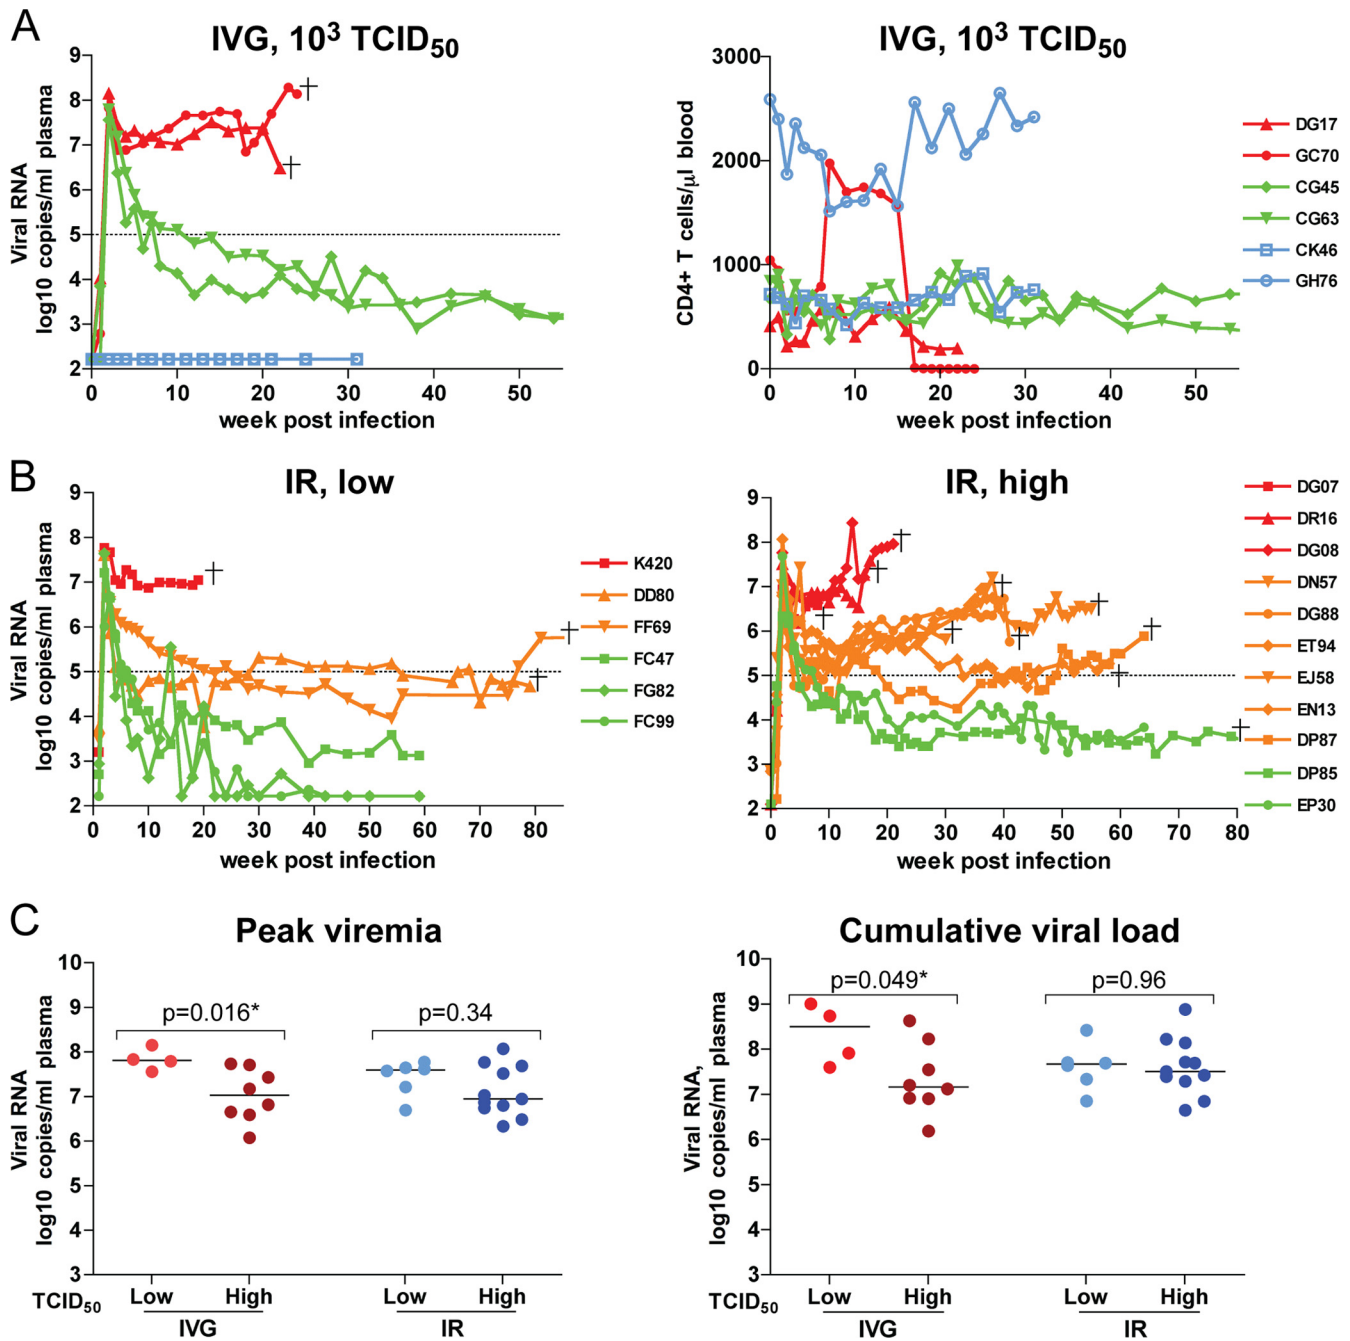 A
IVG, 10³ TCID₅₀
IVG, 10³ TCID₅₀
Viral RNA
log10 copies/ml plasma
9
8
7
6
5
4
3
2
0 10 20 30 40 50
week post infection
CD4+ T cells/µl blood
3000
2000
1000
0
0 10 20 30 40 50
week post infection
DG17
GC70
CG45
CG63
CK46
GH76
B
IR, low
IR, high
Viral RNA
log10 copies/ml plasma
9
8
7
6
5
4
3
2
0 10 20 30 40 50 60 70 80
week post infection
K420
DD80
FF69
FC47
FG82
FC99
9
8
7
6
5
4
3
2
0 10 20 30 40 50 60 70 80
week post infection
DG07
DR16
DG08
DN57
DG88
ET94
EJ58
EN13
DP87
DP85
EP30
C
Peak viremia
Cumulative viral load
Viral RNA
log10 copies/ml plasma
10
9
8
7
6
5
4
3
p=0.016*
p=0.34
TCID₅₀ Low High Low High
IVG IR
Viral RNA,
log10 copies/ml plasma
10
9
8
7
6
5
4
3
p=0.049*
p=0.96
TCID₅₀ Low High Low High
IVG IR